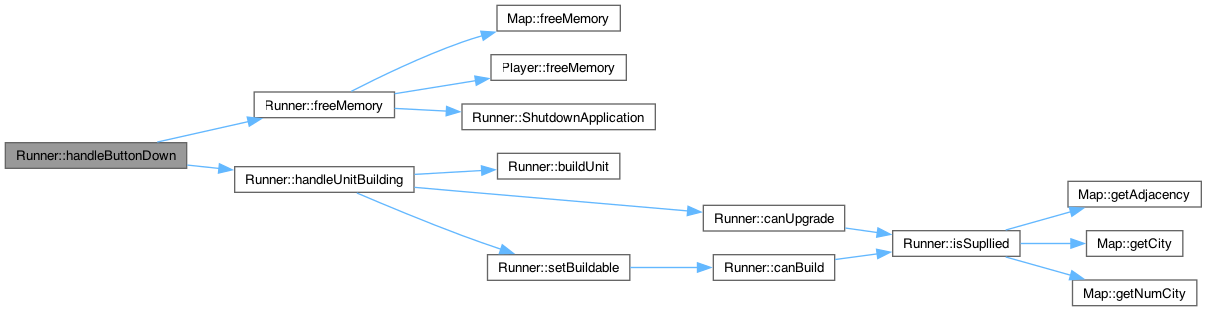 Map::freeMemory
Player::freeMemory
Runner::freeMemory
Runner::ShutdownApplication
Runner::handleButtonDown
Runner::handleUnitBuilding
Runner::buildUnit
Map::getAdjacency
Runner::canUpgrade
Runner::isSupllied
Map::getCity
Runner::setBuildable
Runner::canBuild
Map::getNumCity